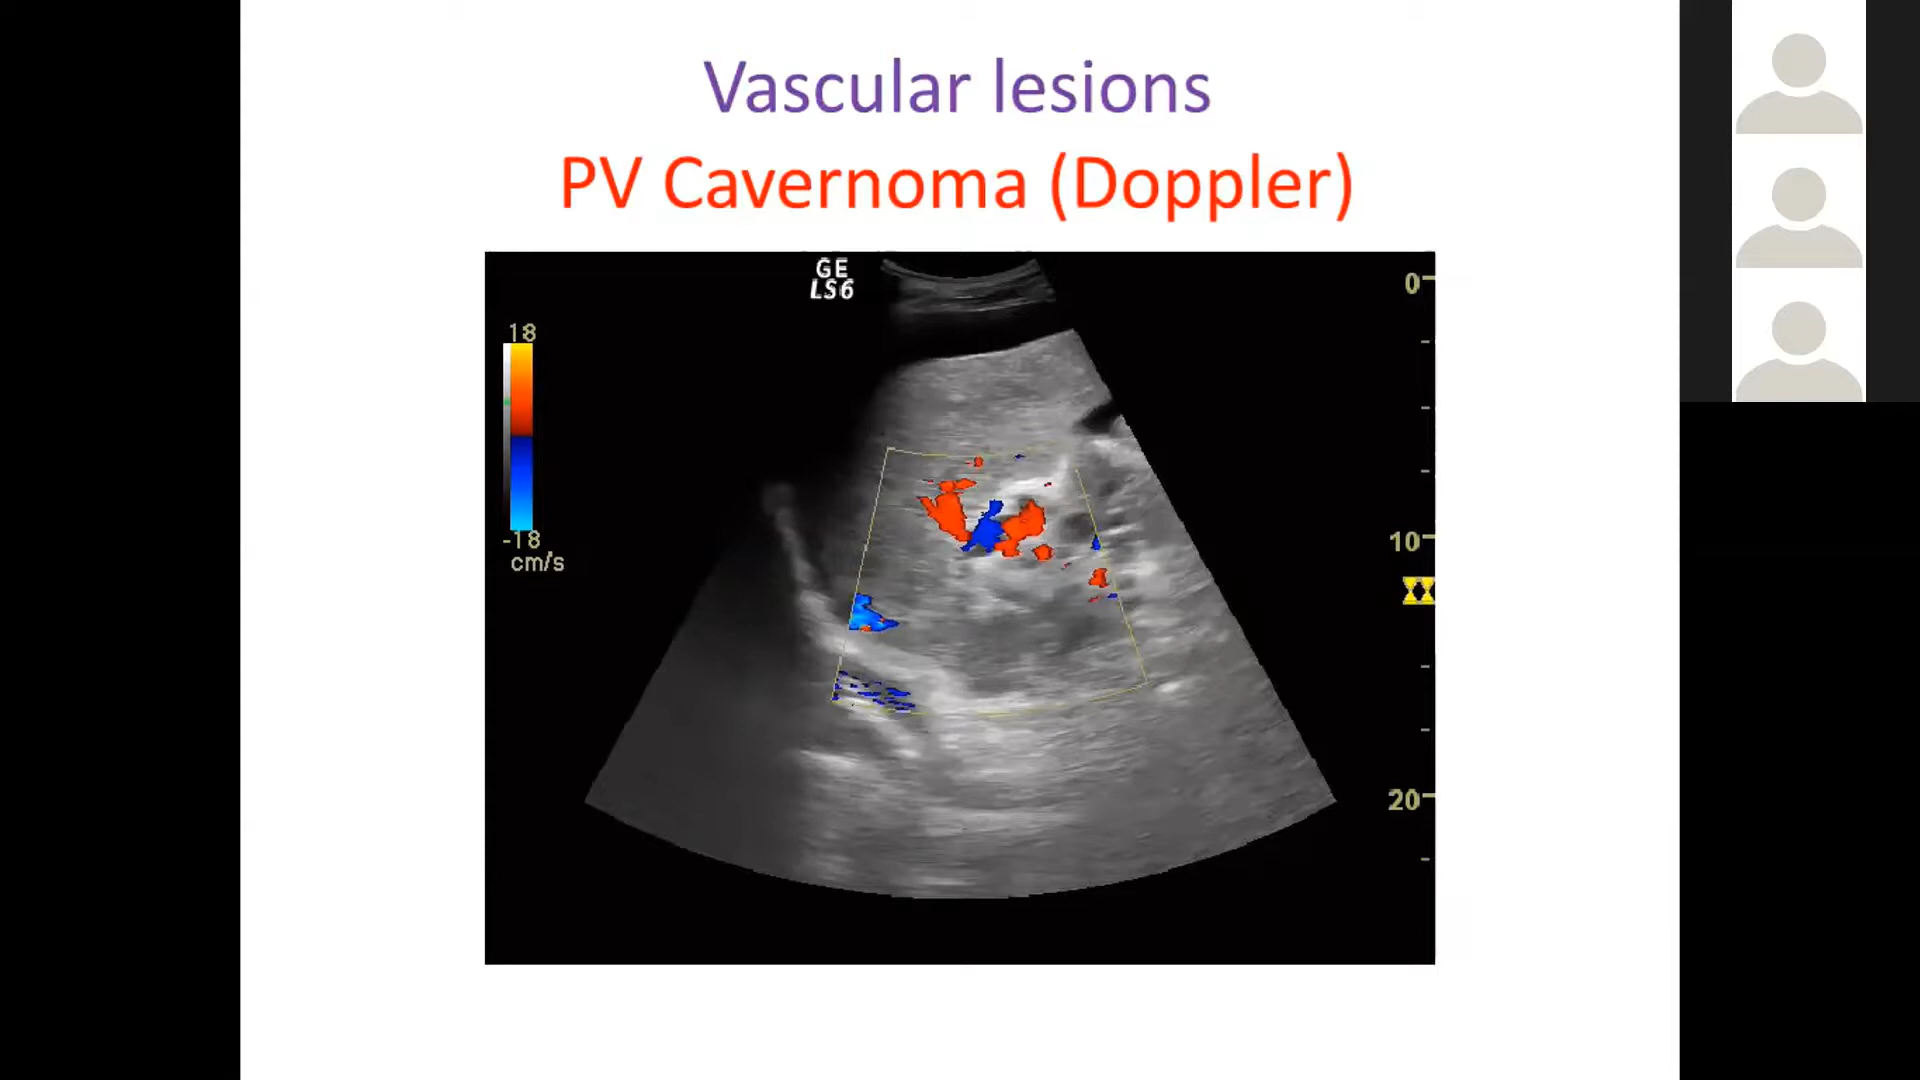 Vascular lesions
PV Cavernoma (Doppler)
GE
LS6
0
18
-18
cm/s
10
20